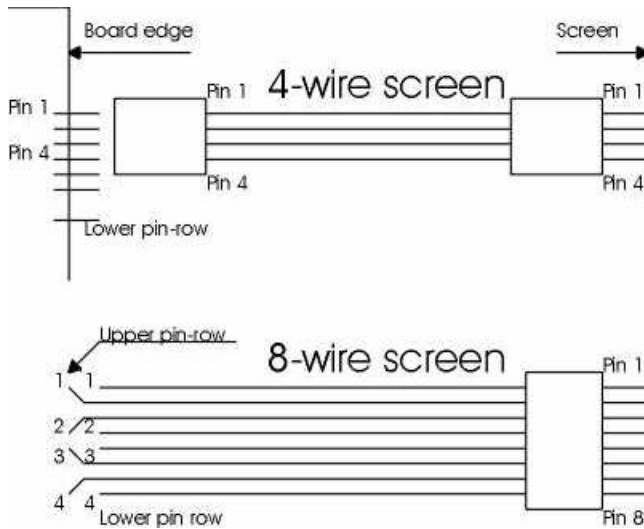 Board edge
Screen
4-wire screen
Pin 1
Pin 1
Pin 1
Pin 4
Pin 4
Pin 4
Lower pin-row
Upper pin-row
8-wire screen
Pin 1
1 1
2 2
3 3
4 4
Lower pin row
Pin 8